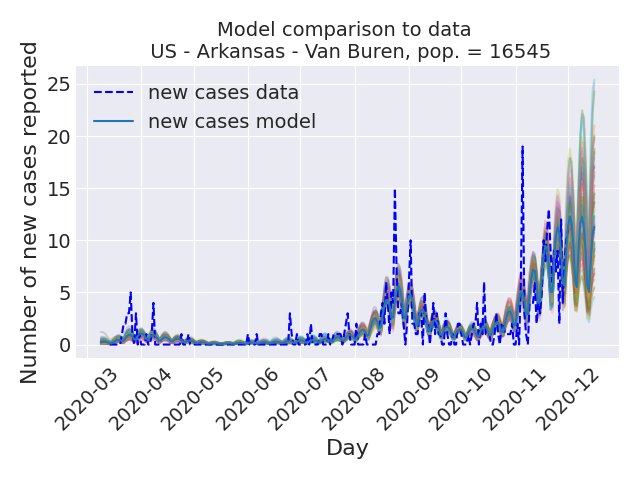 Model comparison to data
US - Arkansas - Van Buren, pop. = 16545
Number of new cases reported
25
20
15
10
5
0
new cases data
new cases model
2020-03
2020-04
2020-05
2020-06
2020-07
2020-08
2020-09
2020-10
2020-11
2020-12
Day